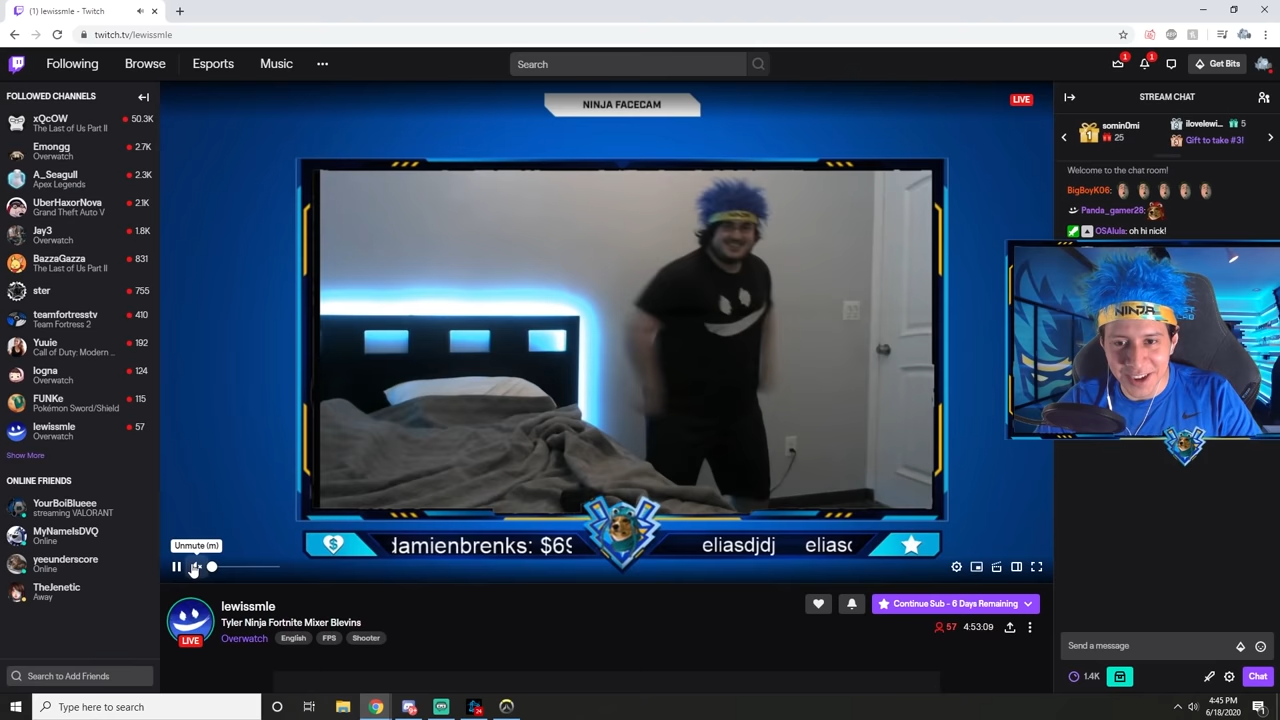 (1) lewissmle - Twitch
twitch.tv/lewissmle
Following
Browse
Esports
Music
Search
1
1
Get Bits
FOLLOWED CHANNELS
xQcOW
50.3K
The Last of Us Part II
Emongg
2.7K
Overwatch
A_Seagull
2.3K
Apex Legends
UberHaxorNova
2.1K
Grand Theft Auto V
Jay3
1.8K
Overwatch
BazzaGazza
831
The Last of Us Part II
ster
755
teamfortresstv
410
Team Fortress 2
Yuuie
192
Call of Duty: Modern ...
logna
124
Overwatch
FUNKe
115
Pokémon Sword/Shield
lewissmle
57
Overwatch
Show More
ONLINE FRIENDS
YourBoiBlueee
streaming VALORANT
MyNameIsDVQ
Online
yeeunderscore
Online
TheJenetic
Away
Search to Add Friends
NINJA FACECAM
LIVE
damienbrenks: $69
eliasdjdj
eliasd
Unmute (m)
LIVE
lewissmle
Tyler Ninja Fortnite Mixer Blevins
Overwatch
English
FPS
Shooter
Continue Sub - 6 Days Remaining
57
4:53:09
STREAM CHAT
1
somin0mi
25
ilovelewi...
5
Gift to take #3!
Welcome to the chat room!
BigBoyK06:
Panda_gamer28:
OSAlula: oh hi nick!
NINJA
Send a message
1.4K
Chat
Type here to search
4:45 PM
6/18/2020